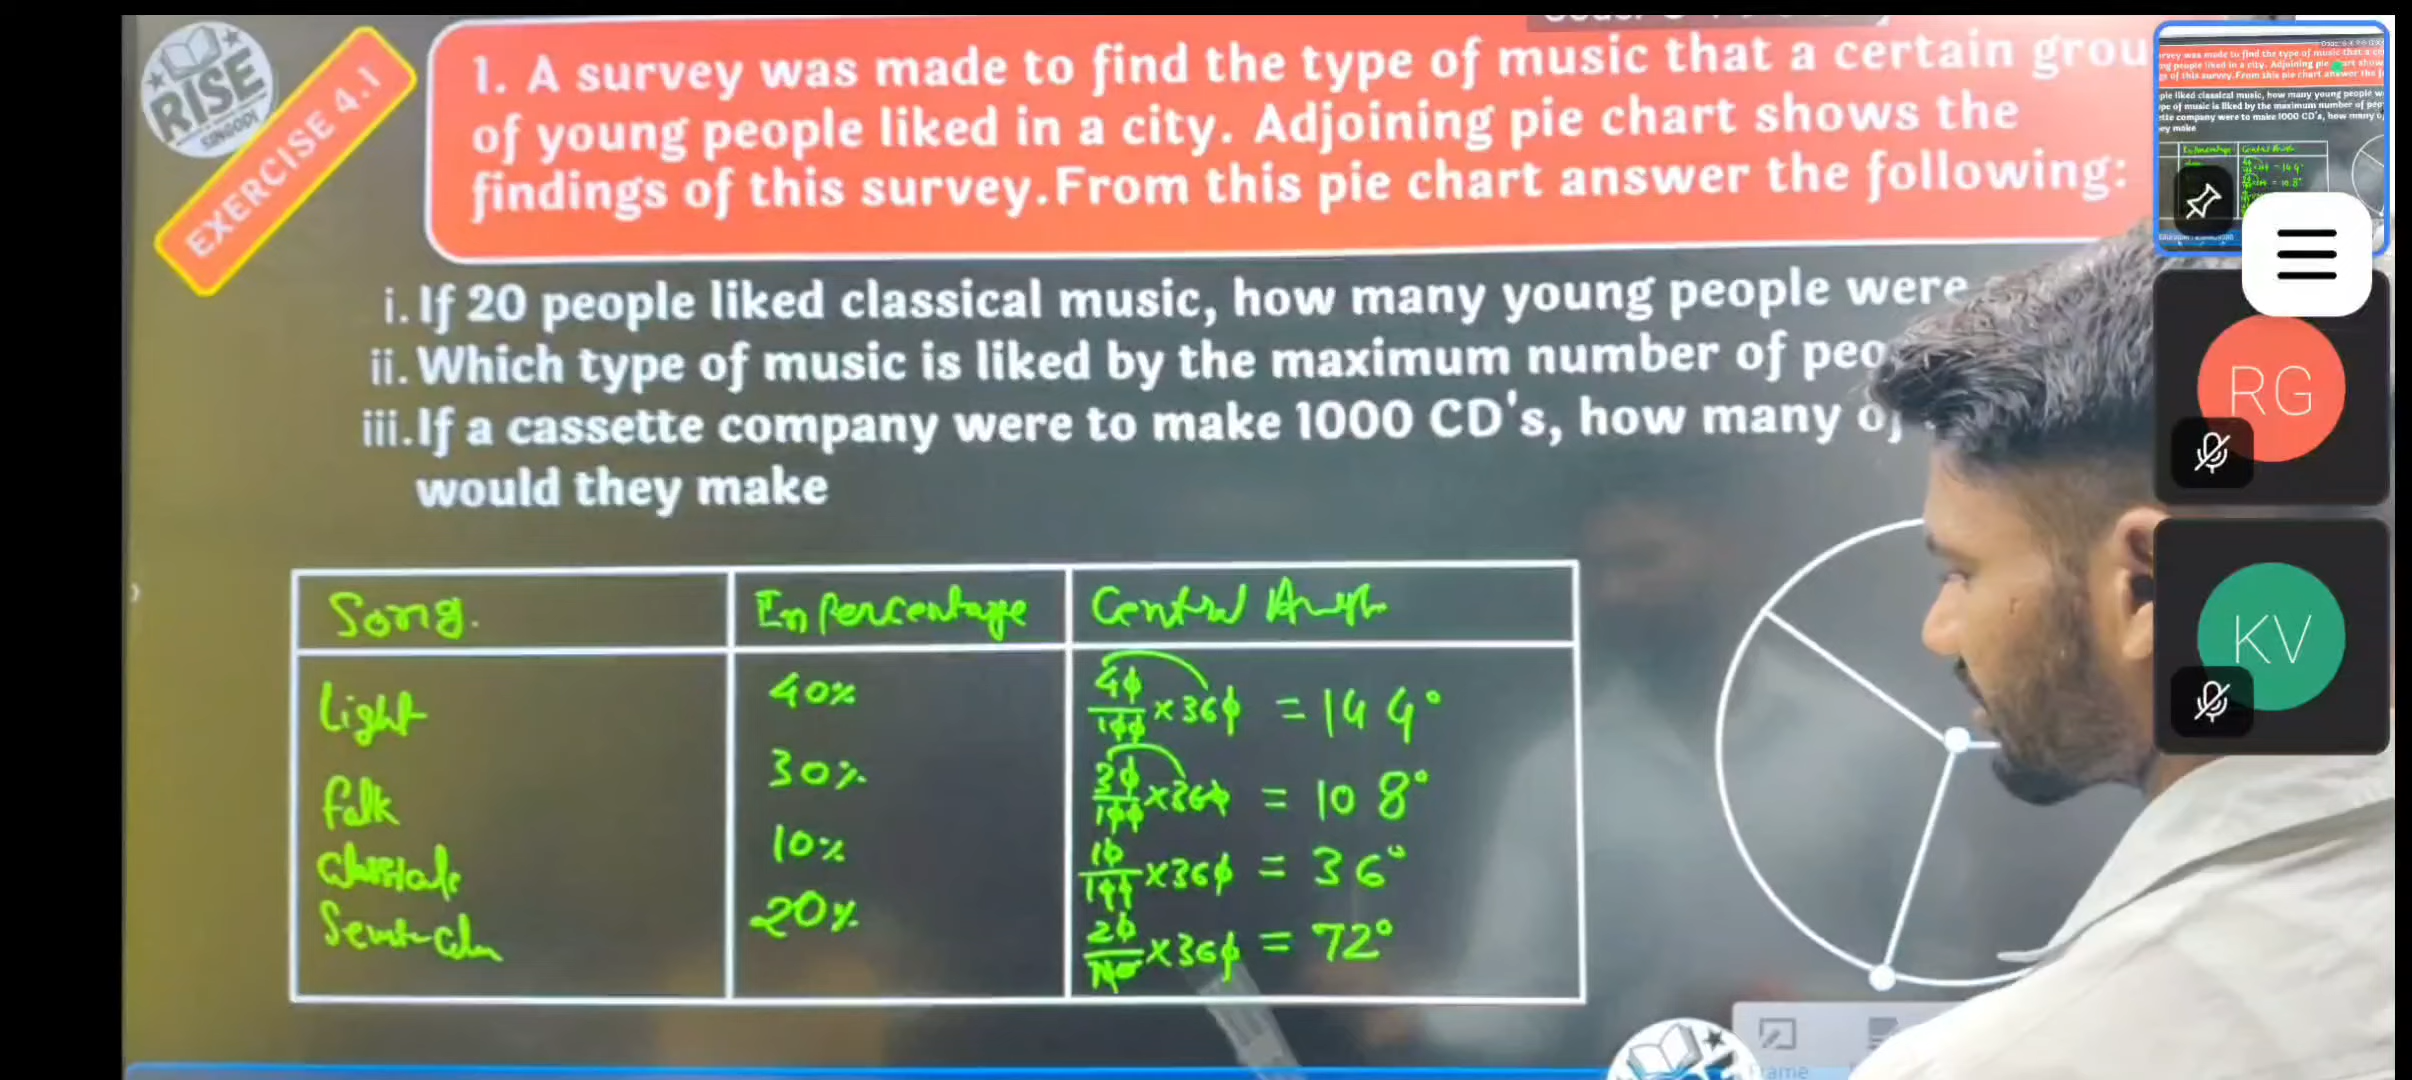 RISE
SINGODI
EXERCISE 4.1
1. A survey was made to find the type of music that a certain grou
of young people liked in a city. Adjoining pie chart shows the
findings of this survey.From this pie chart answer the following:
i. If 20 people liked classical music, how many young people were
ii. Which type of music is liked by the maximum number of peo
iii. If a cassette company were to make 1000 CD's, how many of
would they make
Song. In Percentage Central
Light 40% 40/100 × 360 = 144°
falk 30% 30/100 × 360 = 108°
10% 10/100 × 360 = 36°
20% 20/100 × 360 = 72°
RG
KV
Frame